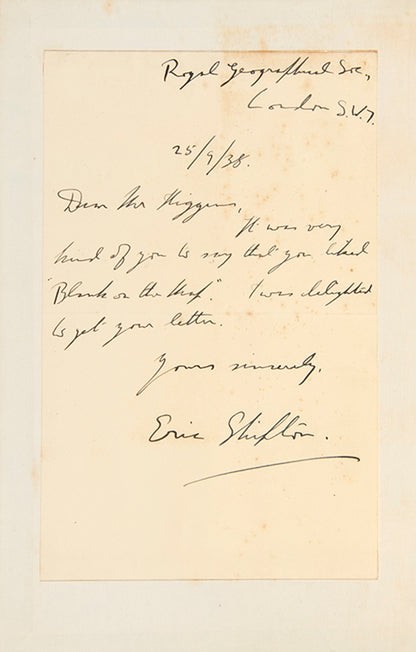 Royal Geographical Soc,
London S.W.7.
25/9/38.
Dear Mr Higgins,
It was very
kind of you to say that you liked
"Blank on the Map". I was delighted
to get your letter.
Yours sincerely,
Eric Shipton.